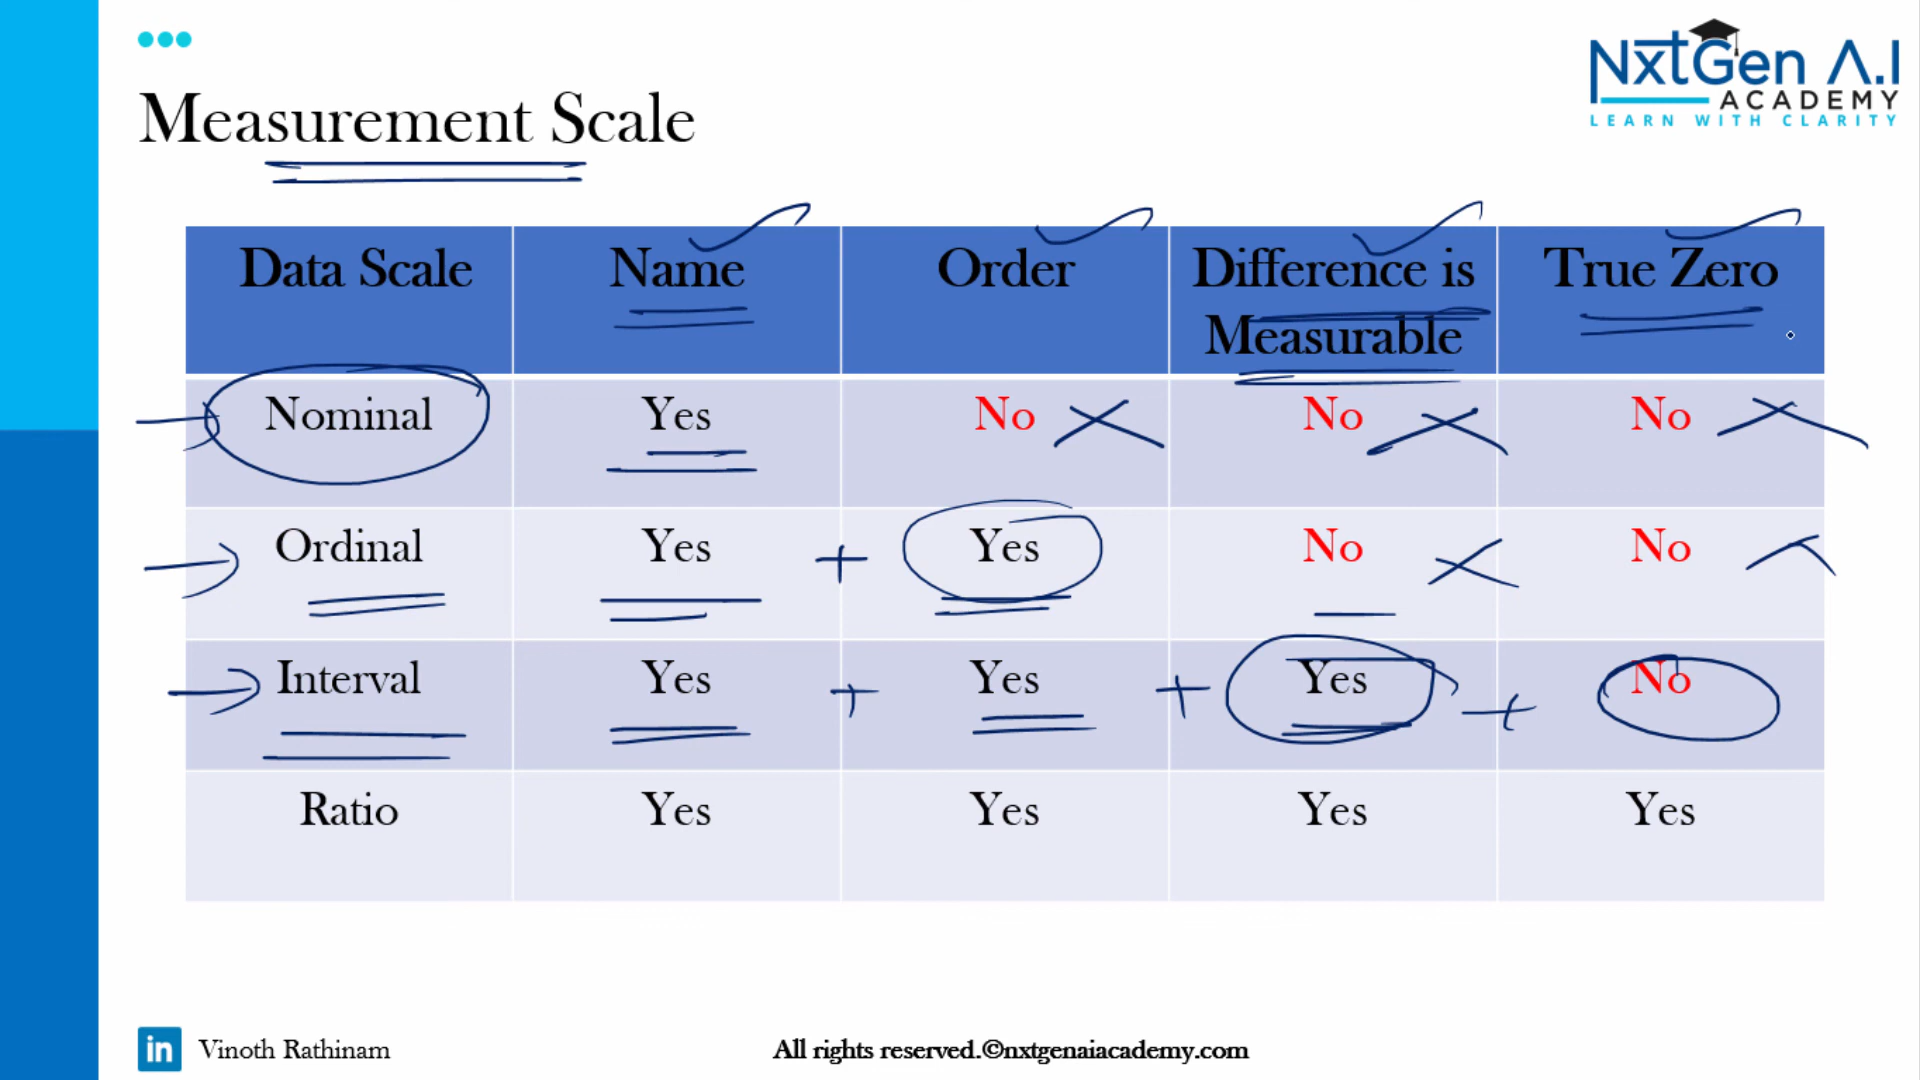 NxtGen A.I
ACADEMY
LEARN WITH CLARITY
Measurement Scale
Data Scale Name Order Difference is Measurable True Zero
Nominal Yes No No No
Ordinal Yes + Yes No No
Interval Yes + Yes + Yes + No
Ratio Yes Yes Yes Yes
in Vinoth Rathinam All rights reserved.©nxtgenaiacademy.com